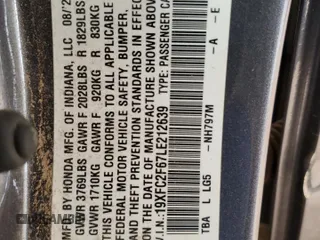 MFD. BY HONDA MFG. OF INDIANA, LLC 08/2
GVWR 3769LBS GAWR F 2028LBS R 1829LBS
GVWR 1710KG GAWR F 920KG R 830KG
THIS VEHICLE CONFORMS TO ALL APPLICABLE
FEDERAL MOTOR VEHICLE SAFETY, BUMPER,
AND THEFT PREVENTION STANDARDS IN EFFECT
ON THE DATE OF MANUFACTURE SHOWN ABOVE
V.I.N.:19XFC2F67LE212639 TYPE: PASSENGER CA
NH797M A
TBA L LG5 E